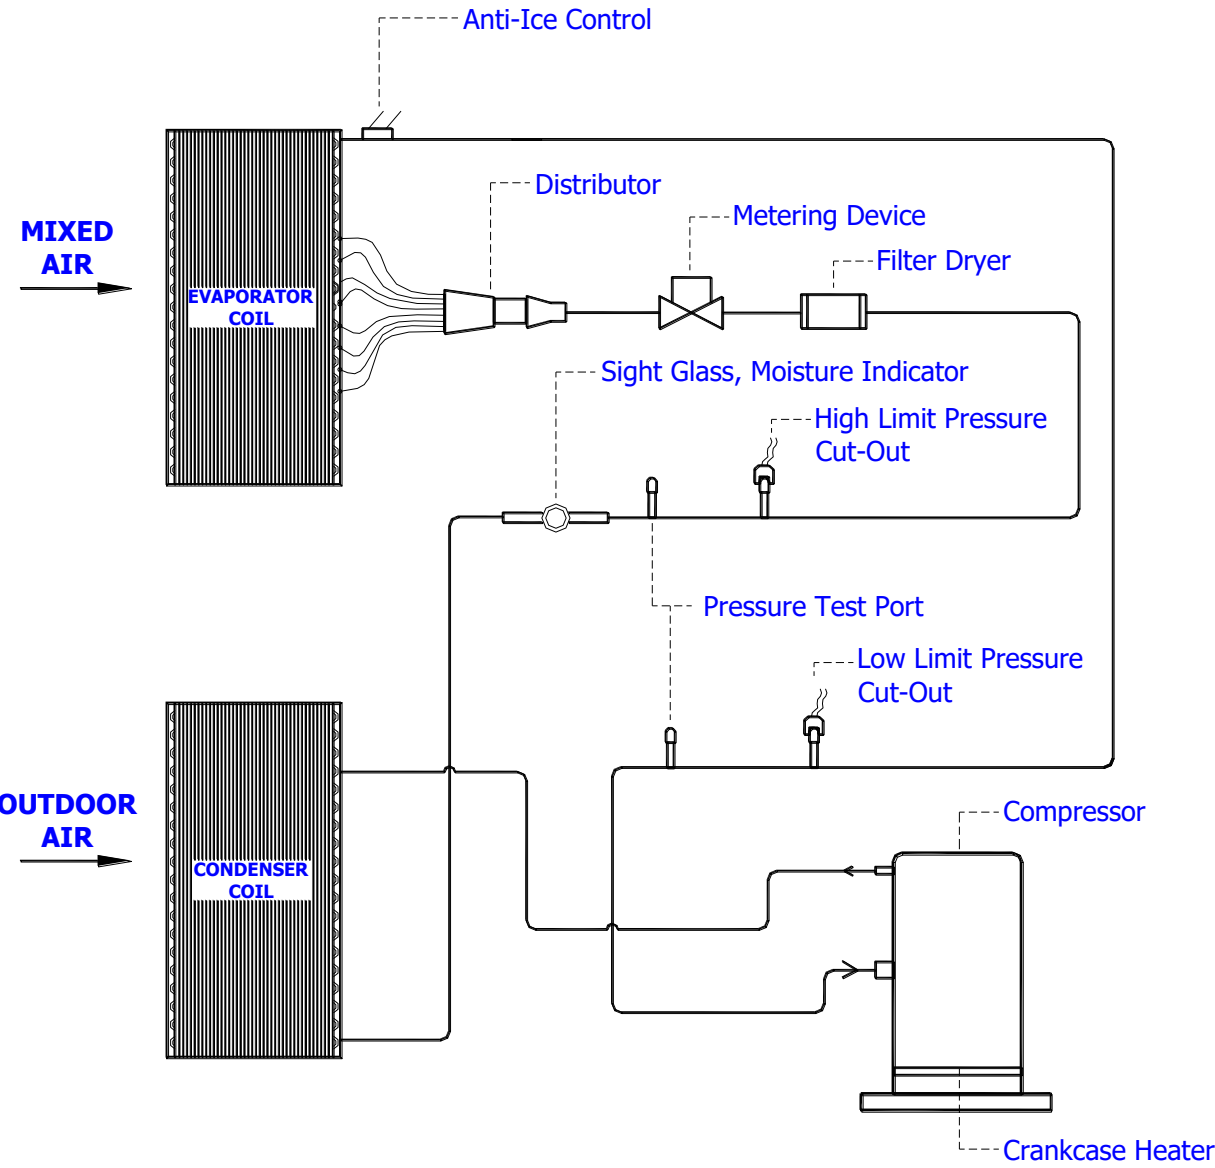 Anti-Ice Control
Distributor
Metering Device
MIXED
AIR
Filter Dryer
EVAPORATOR
COIL
Sight Glass, Moisture Indicator
High Limit Pressure
Cut-Out
Pressure Test Port
Low Limit Pressure
Cut-Out
OUTDOOR
AIR
Compressor
CONDENSER
COIL
Crankcase Heater